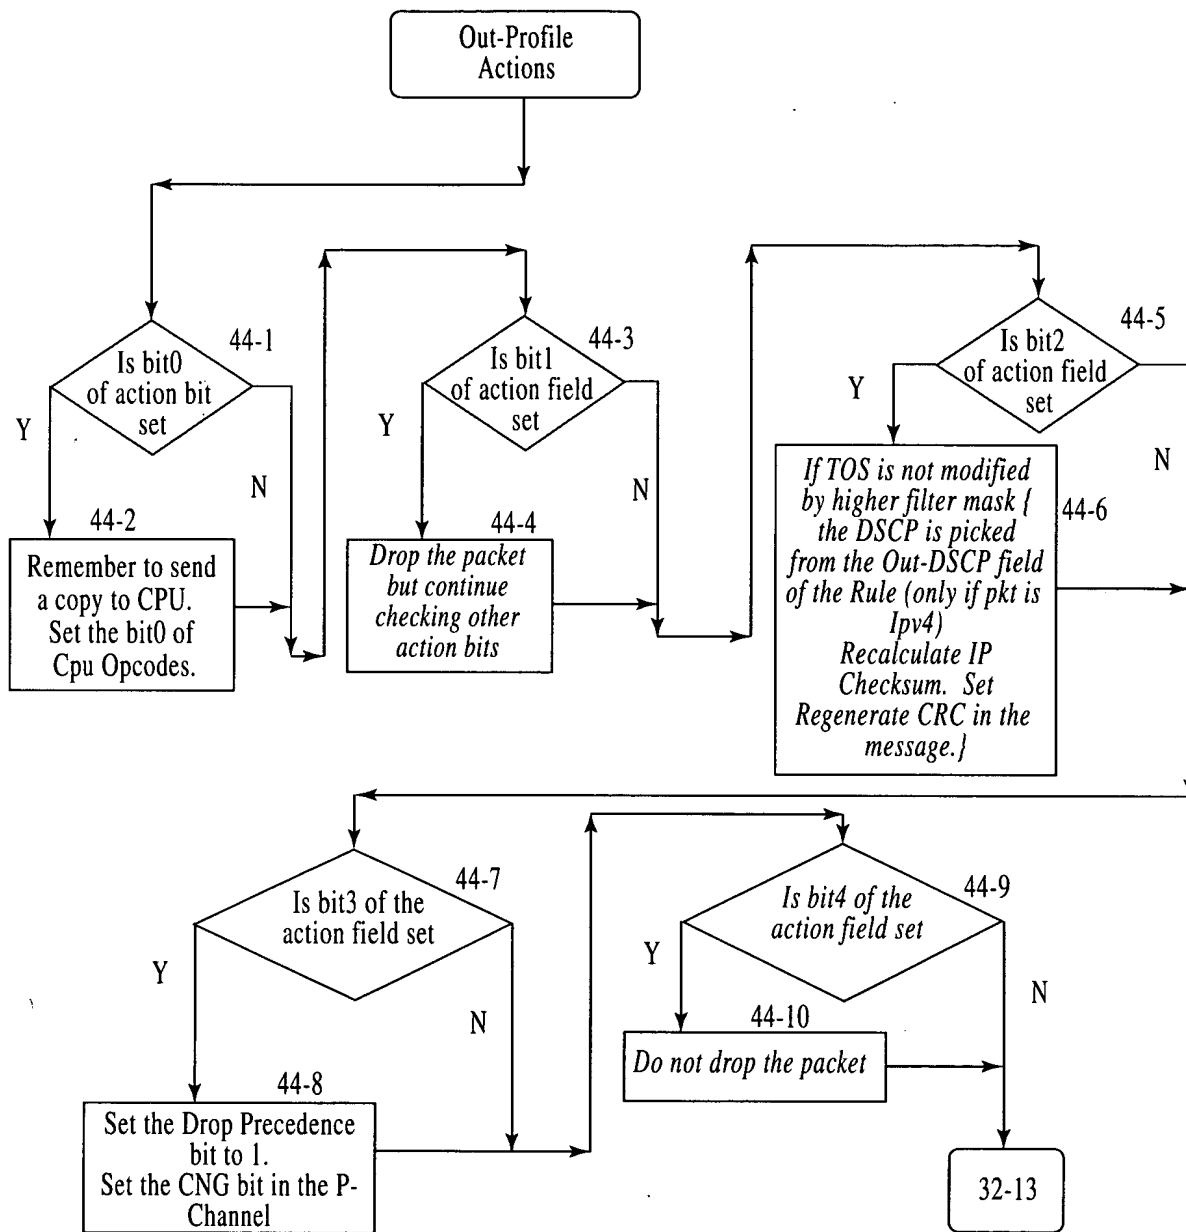 Out-Profile
Actions
44-1
Is bit0
of action bit
set
Y
N
44-2
Remember to send
a copy to CPU.
Set the bit0 of
Cpu Opcodes.
44-3
Is bit1
of action field
set
Y
N
44-4
Drop the packet
but continue
checking other
action bits
44-5
Is bit2
of action field
set
Y
N
44-6
If TOS is not modified
by higher filter mask {
the DSCP is picked
from the Out-DSCP field
of the Rule (only if pkt is
Ipv4)
Recalculate IP
Checksum. Set
Regenerate CRC in the
message.}
44-7
Is bit3 of the
action field set
Y
N
44-8
Set the Drop Precedence
bit to 1.
Set the CNG bit in the P-
Channel
44-9
Is bit4 of the
action field set
Y
N
44-10
Do not drop the packet
32-13